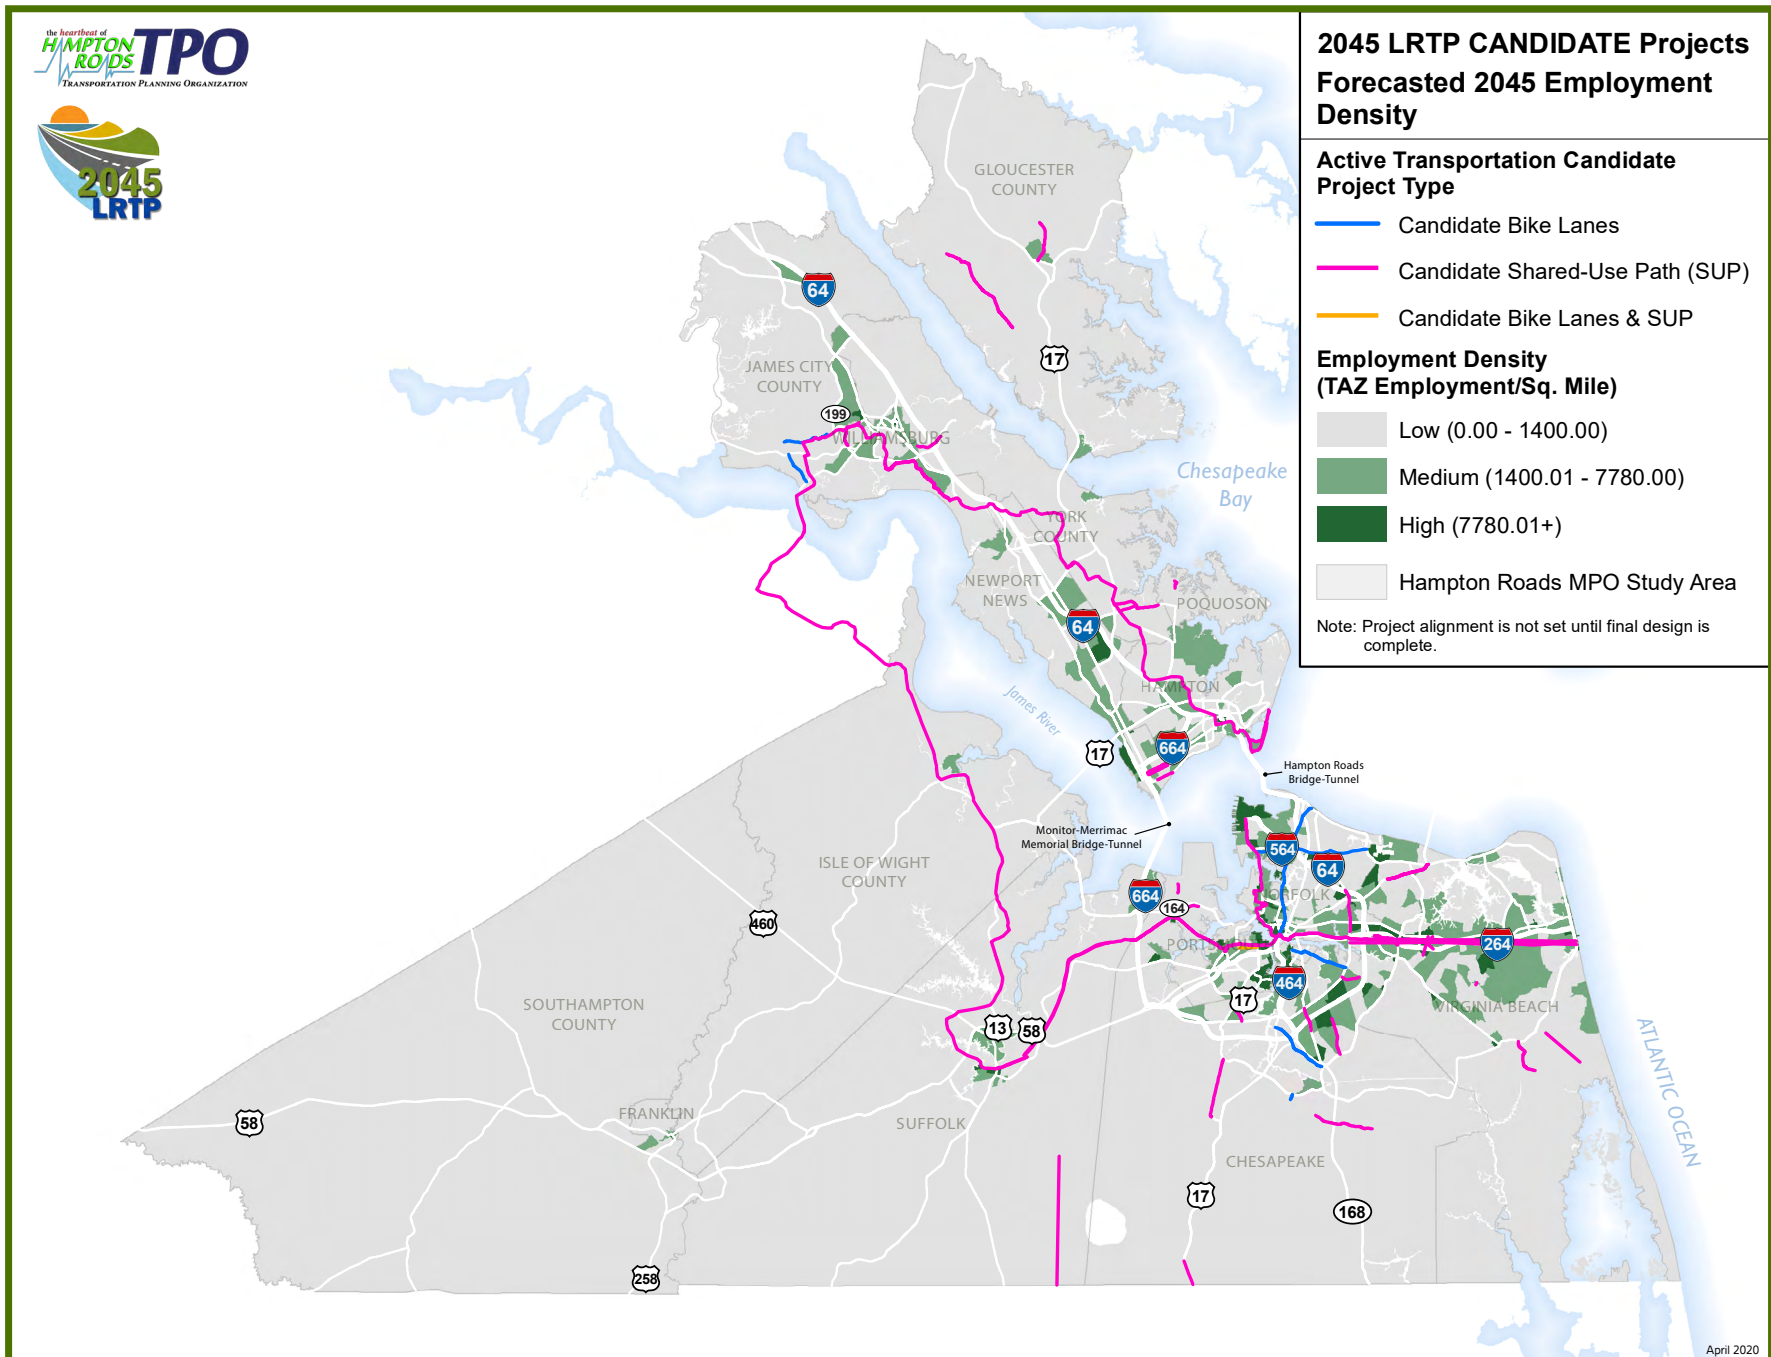 the heartbeat of
HAMPTON
ROADS
TPO
TRANSPORTATION PLANNING ORGANIZATION
2045
LRTP
2045 LRTP CANDIDATE Projects
Forecasted 2045 Employment
Density
Active Transportation Candidate
Project Type
Candidate Bike Lanes
Candidate Shared-Use Path (SUP)
Candidate Bike Lanes & SUP
Employment Density
(TAZ Employment/Sq. Mile)
Low (0.00 - 1400.00)
Medium (1400.01 - 7780.00)
High (7780.01+)
Hampton Roads MPO Study Area
Note: Project alignment is not set until final design is
complete.
GLOUCESTER
COUNTY
64
17
JAMES CITY
COUNTY
199
WILLIAMSBURG
Chesapeake
Bay
YORK
COUNTY
NEWPORT
NEWS
POQUOSON
64
HAMPTON
James River
17
664
Hampton Roads
Bridge-Tunnel
Monitor-Merrimac
Memorial Bridge-Tunnel
564
64
ISLE OF WIGHT
COUNTY
664
164
NORFOLK
460
PORTSMOUTH
264
464
17
SOUTHAMPTON
COUNTY
VIRGINIA BEACH
13
58
ATLANTIC OCEAN
58
FRANKLIN
SUFFOLK
CHESAPEAKE
17
168
258
April 2020